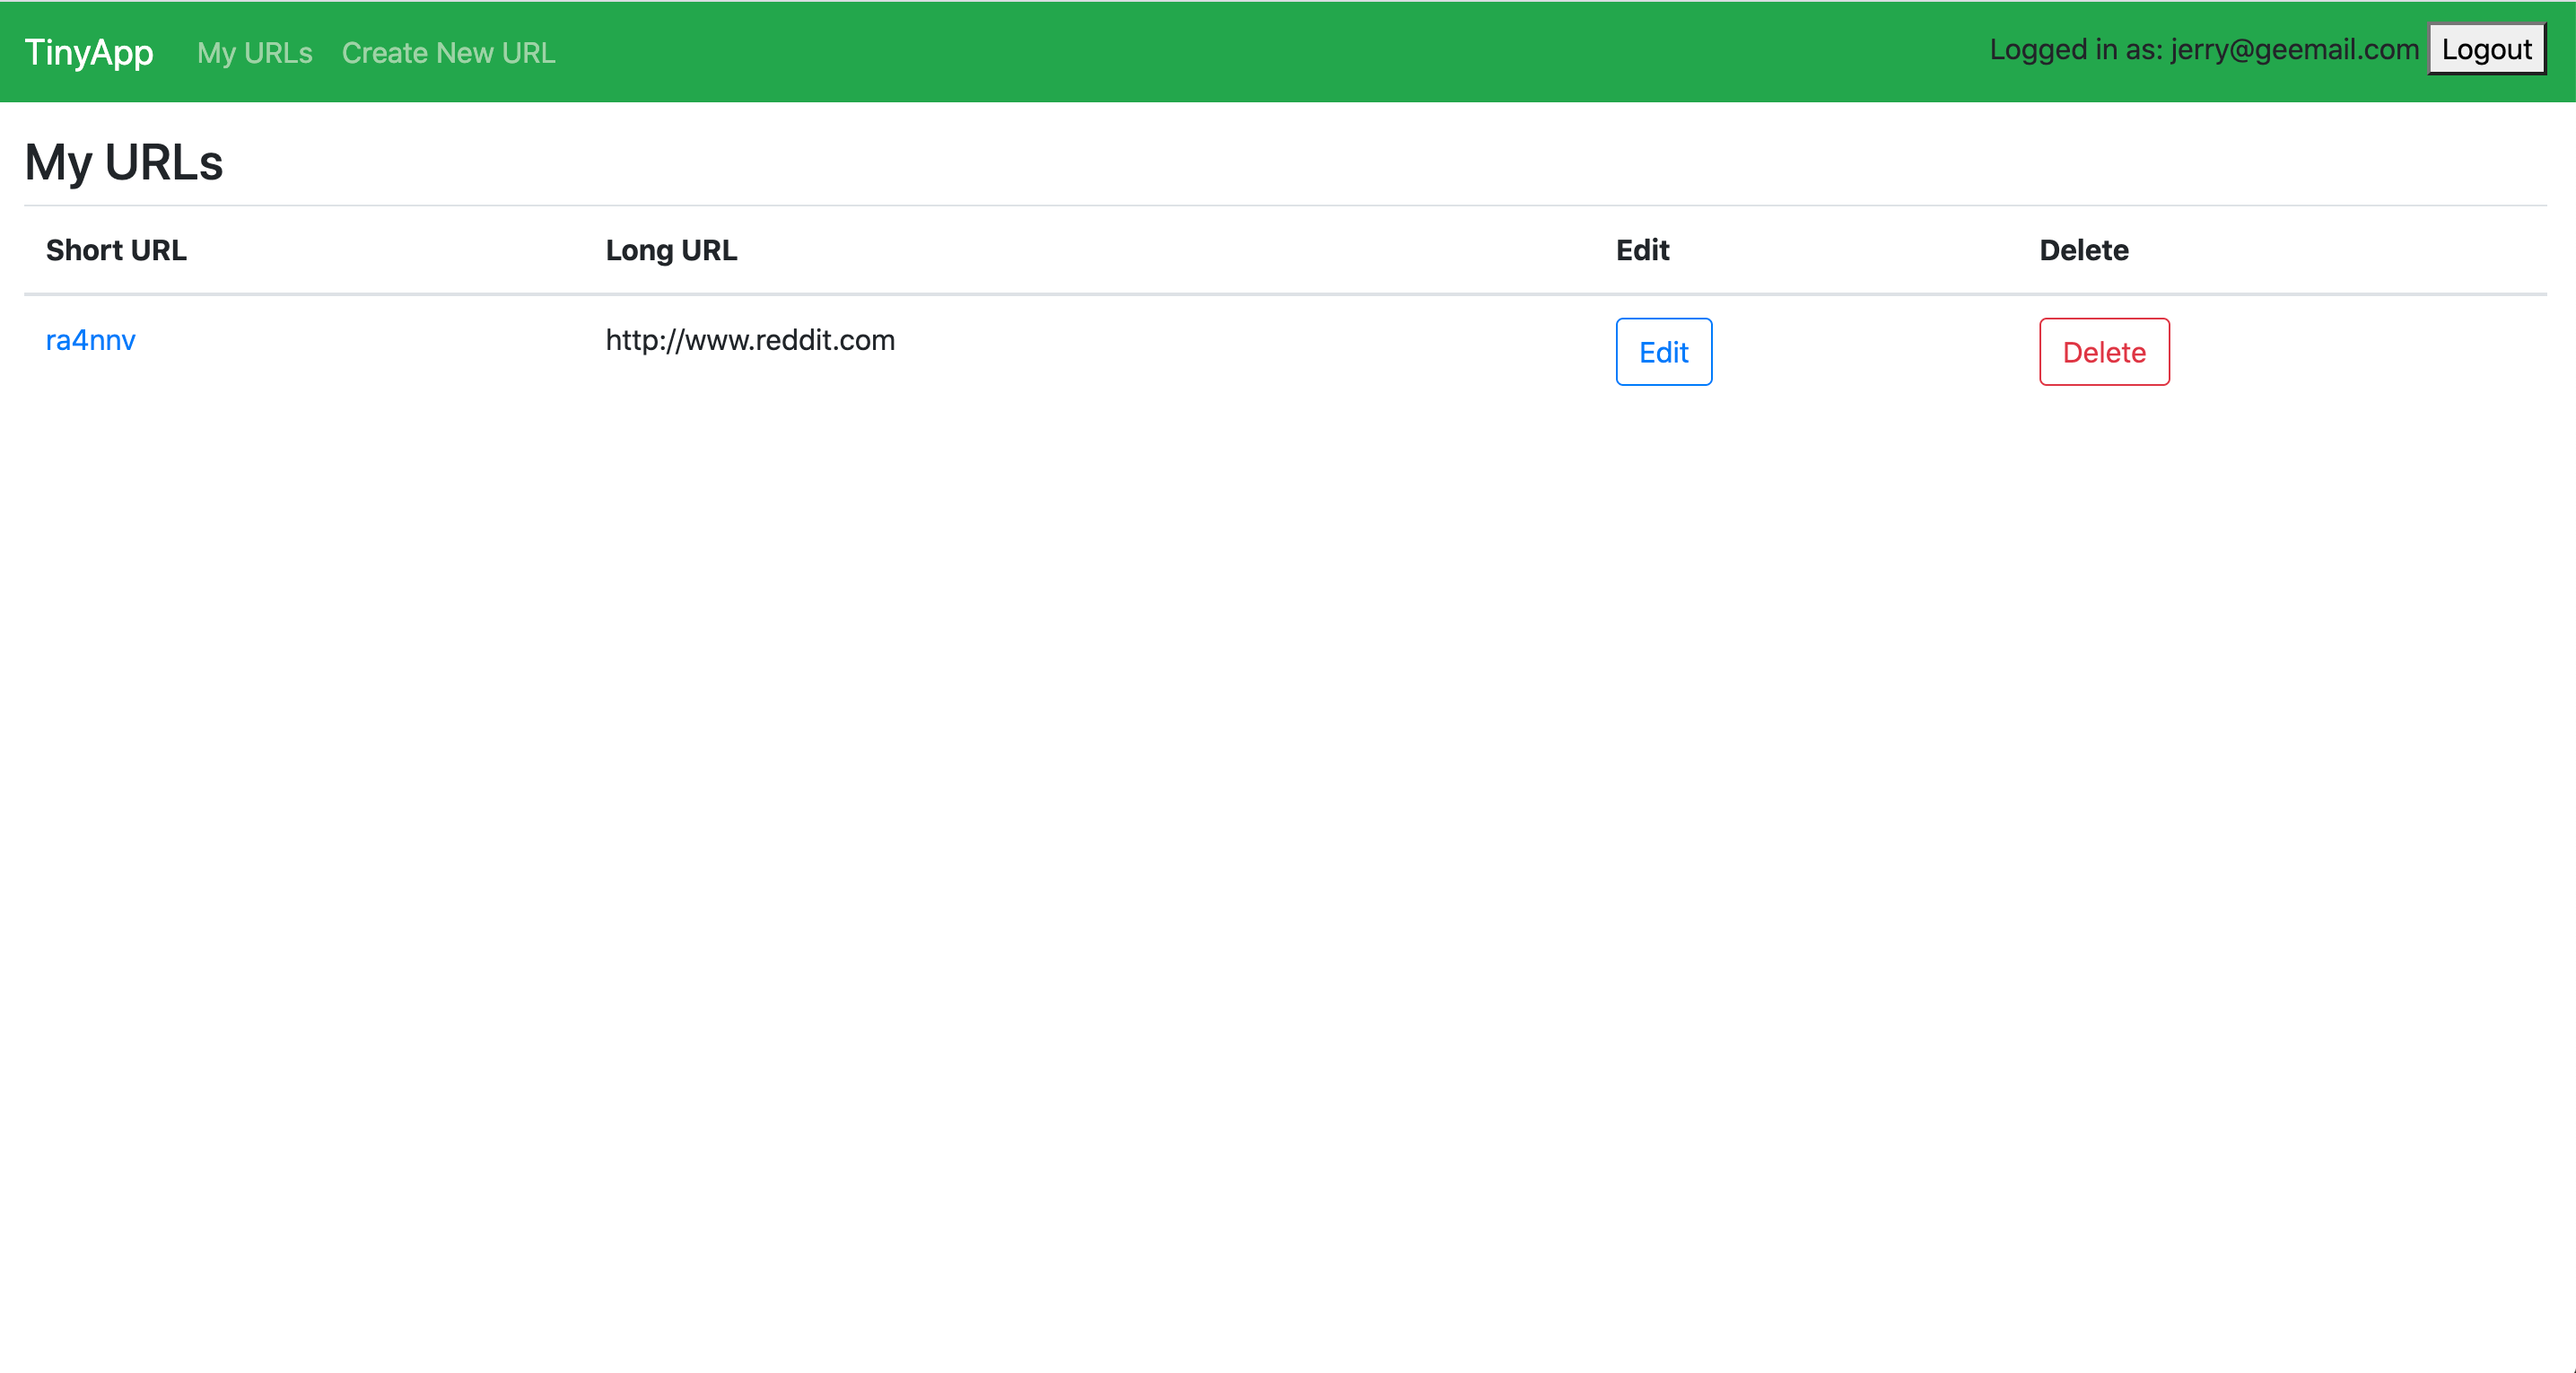 TinyApp My URLs Create New URL Logged in as: jerry@geemail.com Logout
My URLs
Short URL Long URL Edit Delete
ra4nnv http://www.reddit.com Edit Delete